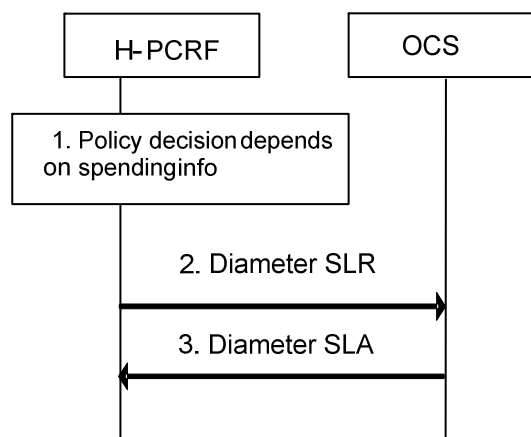 H-PCRF
OCS
1. Policy decision depends
on spendinginfo
2. Diameter SLR
3. Diameter SLA